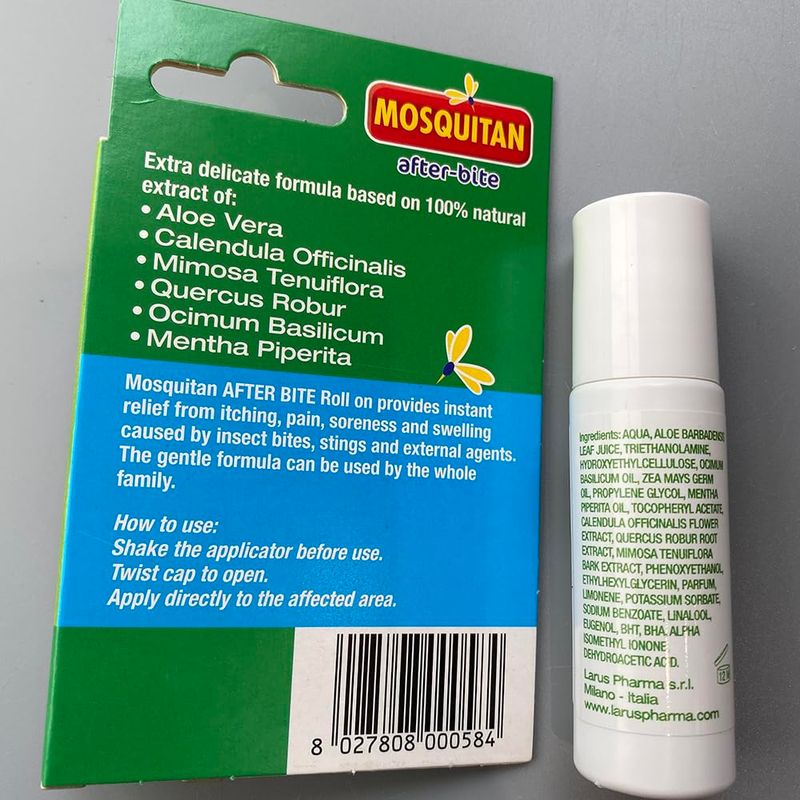 MOSQUITAN
after-bite
Extra delicate formula based on 100% natural
extract of:
• Aloe Vera
• Calendula Officinalis
• Mimosa Tenuiflora
• Quercus Robur
• Ocimum Basilicum
• Mentha Piperita
Mosquitan AFTER BITE Roll on provides instant
relief from itching, pain, soreness and swelling
caused by insect bites, stings and external agents.
The gentle formula can be used by the whole
family.
How to use:
Shake the applicator before use.
Twist cap to open.
Apply directly to the affected area.
8 027808 000584
Ingredients: AQUA, ALOE BARBADENSIS
LEAF JUICE, TRIETHANOLAMINE,
HYDROXYETHYLCELLULOSE, OCIMUM
BASILICUM OIL, ZEA MAYS GERM
OIL, PROPYLENE GLYCOL, MENTHA
PIPERITA OIL, TOCOPHERYL ACETATE,
CALENDULA OFFICINALIS FLOWER
EXTRACT, QUERCUS ROBUR ROOT
EXTRACT, MIMOSA TENUIFLORA
BARK EXTRACT, PHENOXYETHANOL,
ETHYLHEXYLGLYCERIN, PARFUM,
LIMONENE, POTASSIUM SORBATE,
SODIUM BENZOATE, LINALOOL,
EUGENOL, BHT, BHA, ALPHA
ISOMETHYL IONONE,
DEHYDROACETIC ACID.
12 M
Larus Pharma s.r.l.
Milano - Italia
www.laruspharma.com